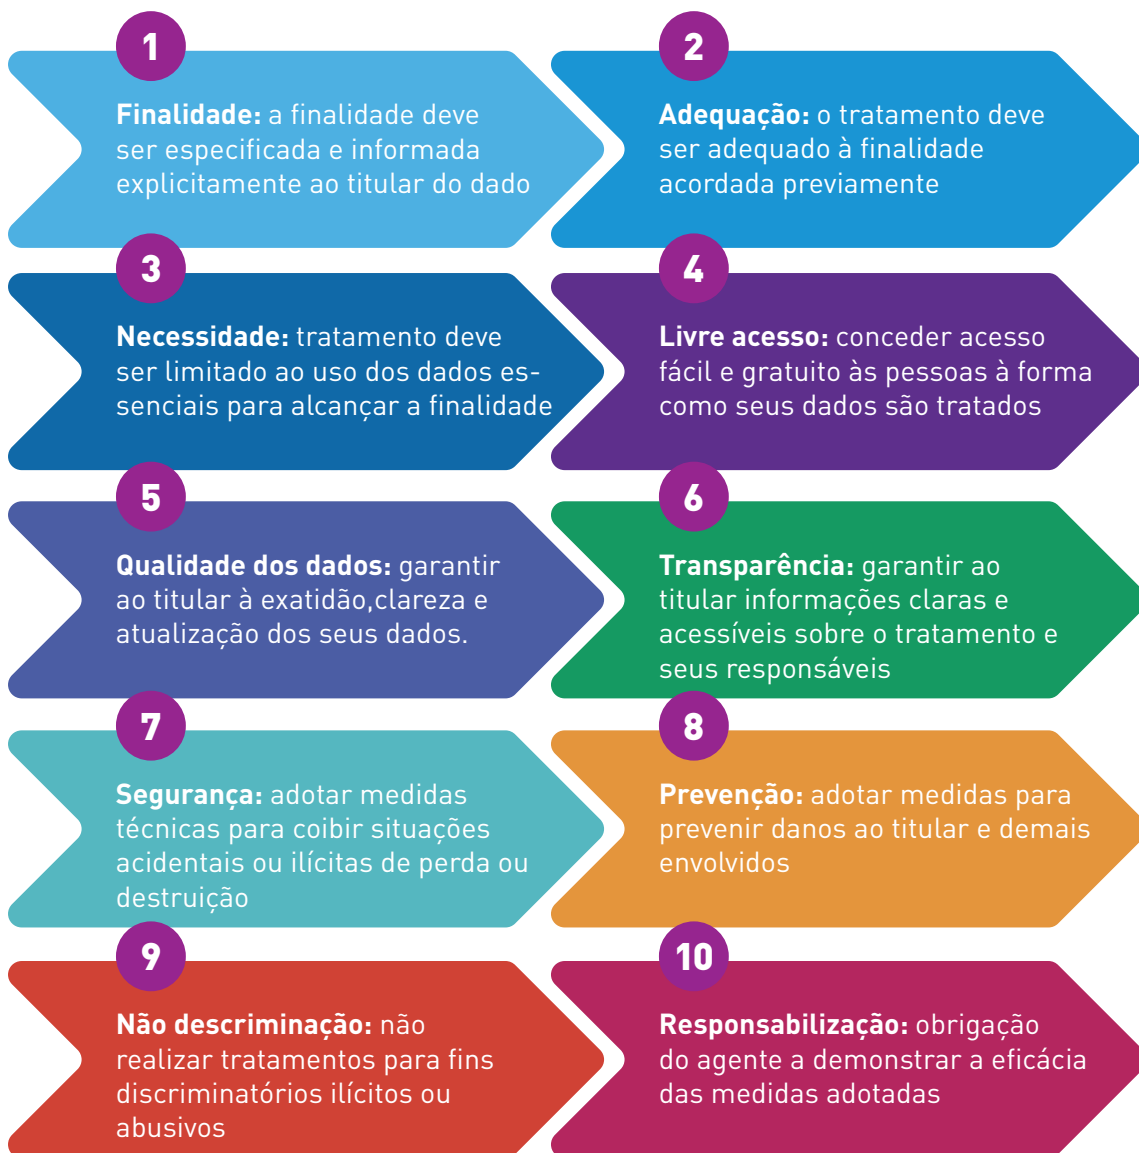 1
Finalidade: a finalidade deve
ser especificada e informada
explicitamente ao titular do dado
2
Adequação: o tratamento deve
ser adequado à finalidade
acordada previamente
3
Necessidade: tratamento deve
ser limitado ao uso dos dados es-
senciais para alcançar a finalidade
4
Livre acesso: conceder acesso
fácil e gratuito às pessoas à forma
como seus dados são tratados
5
Qualidade dos dados: garantir
ao titular à exatidão,clareza e
atualização dos seus dados.
6
Transparência: garantir ao
titular informações claras e
acessíveis sobre o tratamento e
seus responsáveis
7
Segurança: adotar medidas
técnicas para coibir situações
acidentais ou ilícitas de perda ou
destruição
8
Prevenção: adotar medidas para
prevenir danos ao titular e demais
envolvidos
9
Não descriminação: não
realizar tratamentos para fins
discriminatórios ilícitos ou
abusivos
10
Responsabilização: obrigação
do agente a demonstrar a eficácia
das medidas adotadas